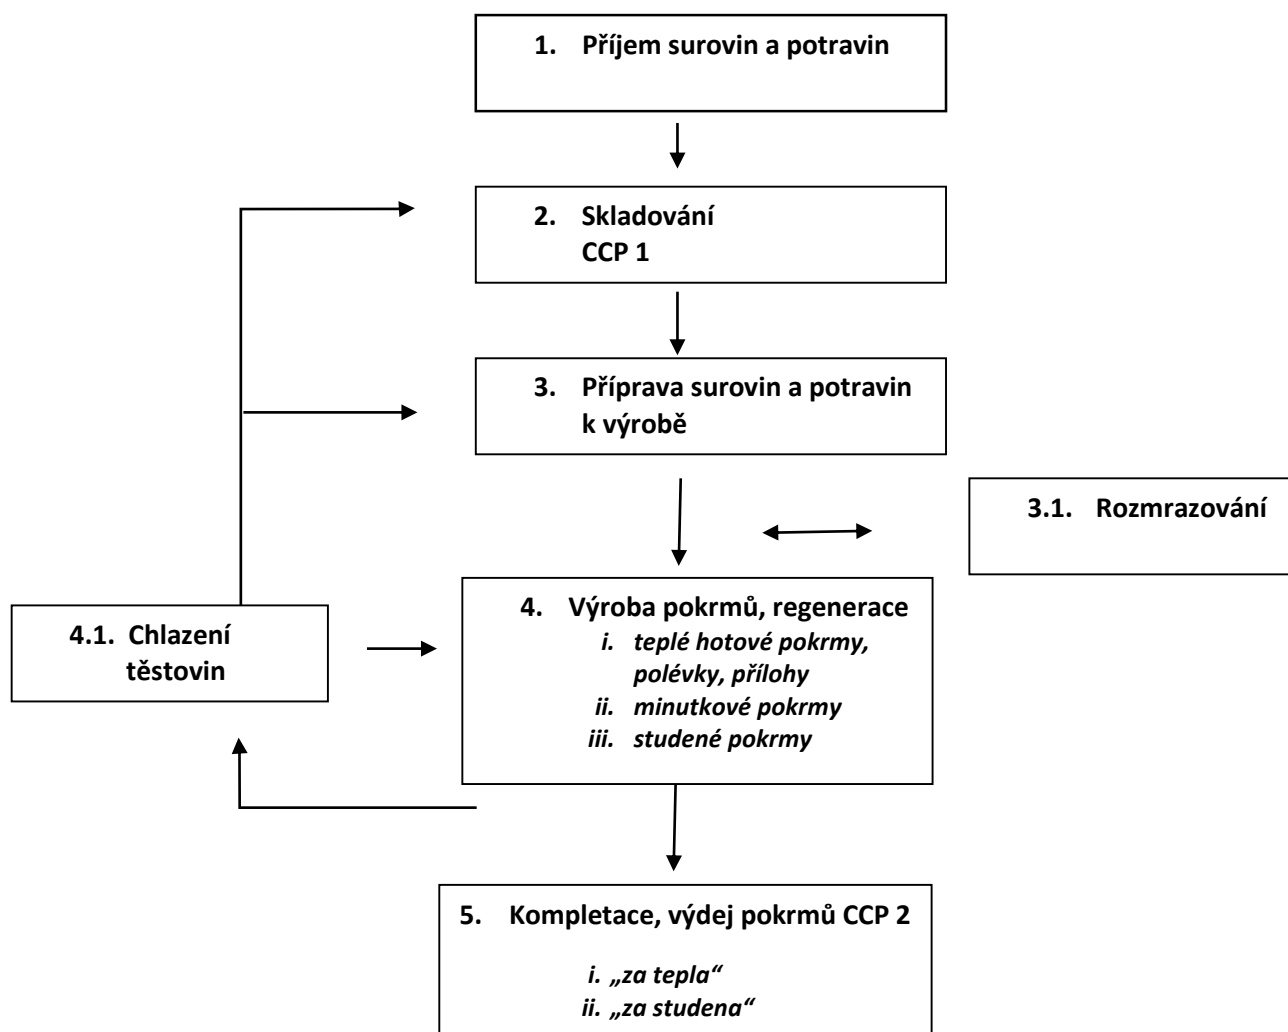 1. Příjem surovin a potravin
2. Skladování
CCP 1
3. Příprava surovin a potravin
k výrobě
3.1. Rozmrazování
4. Výroba pokrmů, regenerace
i. teplé hotové pokrmy,
polévky, přílohy
ii. minutkové pokrmy
iii. studené pokrmy
4.1. Chlazení
těstovin
5. Kompletace, výdej pokrmů CCP 2
i. „za tepla“
ii. „za studena“